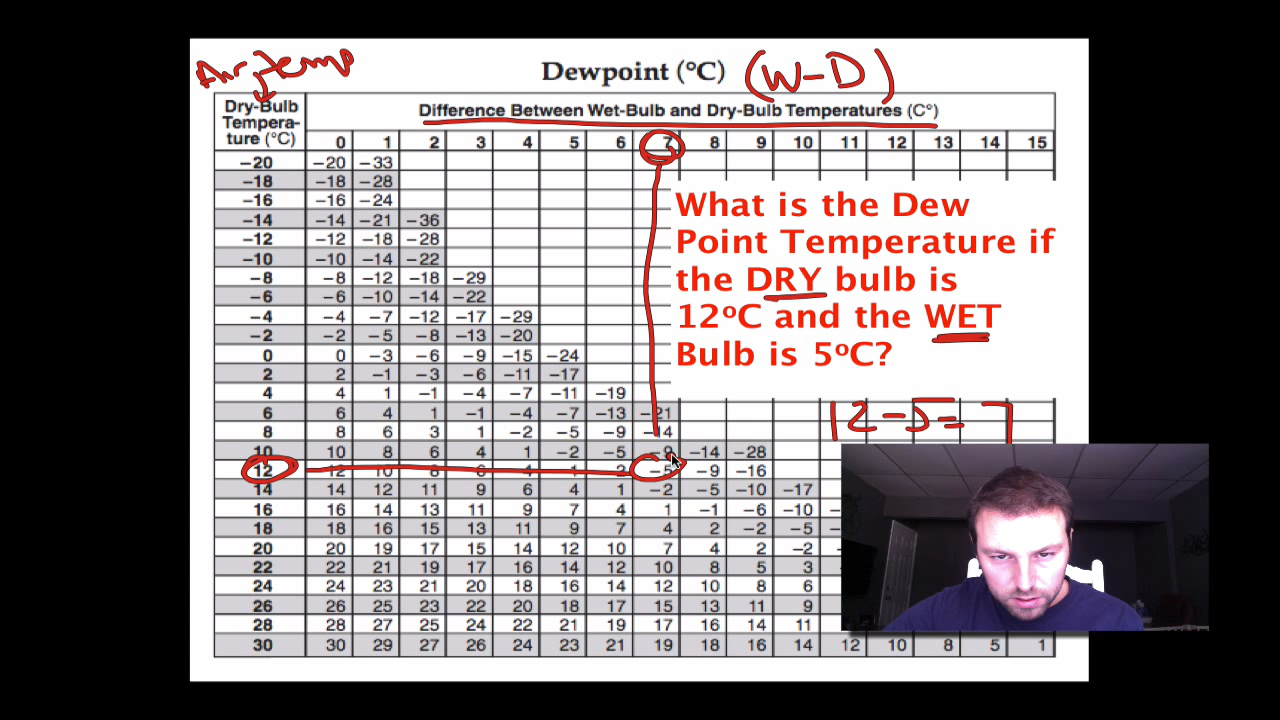 Air Temp
Dewpoint (°C) (W-D)
Dry-Bulb Tempera-ture (°C)
Difference Between Wet-Bulb and Dry-Bulb Temperatures (C°)
0 1 2 3 4 5 6 7 8 9 10 11 12 13 14 15
–20 –20 –33
–18 –18 –28
–16 –16 –24
–14 –14 –21 –36
–12 –12 –18 –28
–10 –10 –14 –22
–8 –8 –12 –18 –29
–6 –6 –10 –14 –22
–4 –4 –7 –12 –17 –29
–2 –2 –5 –8 –13 –20
0 0 –3 –6 –9 –15 –24
2 2 –1 –3 –6 –11 –17
4 4 1 –1 –4 –7 –11 –19
6 6 4 1 –1 –4 –7 –13 –21
8 8 6 3 1 –2 –5 –9 –14
10 10 8 6 4 1 –2 –5 –9 –14 –28
12 12 10 8 6 4 1 –2 –5 –9 –16
14 14 12 11 9 6 4 1 –2 –5 –10 –17
16 16 14 13 11 9 7 4 1 –1 –6 –10
18 18 16 15 13 11 9 7 4 2 –2 –5
20 20 19 17 15 14 12 10 7 4 2 –2
22 22 21 19 17 16 14 12 10 8 5 3
24 24 23 21 20 18 16 14 12 10 8 6
26 26 25 23 22 20 18 17 15 13 11 9
28 28 27 25 24 22 21 19 17 16 14 11
30 30 29 27 26 24 23 21 19 18 16 14 12 10 8 5 1
What is the Dew
Point Temperature if
the DRY bulb is
12ºC and the WET
Bulb is 5ºC?
12-5=7